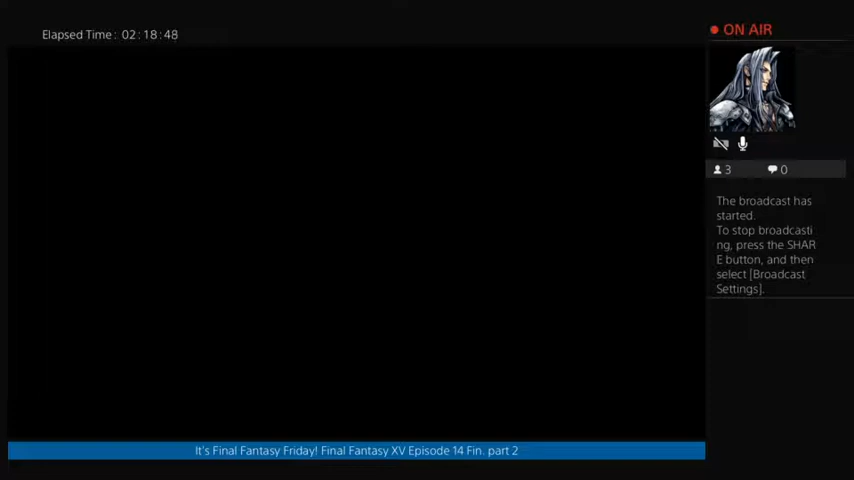 Elapsed Time: 02:18:48
ON AIR
3 0
The broadcast has
started.
To stop broadcasti
ng, press the SHAR
E button, and then
select [Broadcast
Settings].
It's Final Fantasy Friday! Final Fantasy XV Episode 14 Fin. part 2